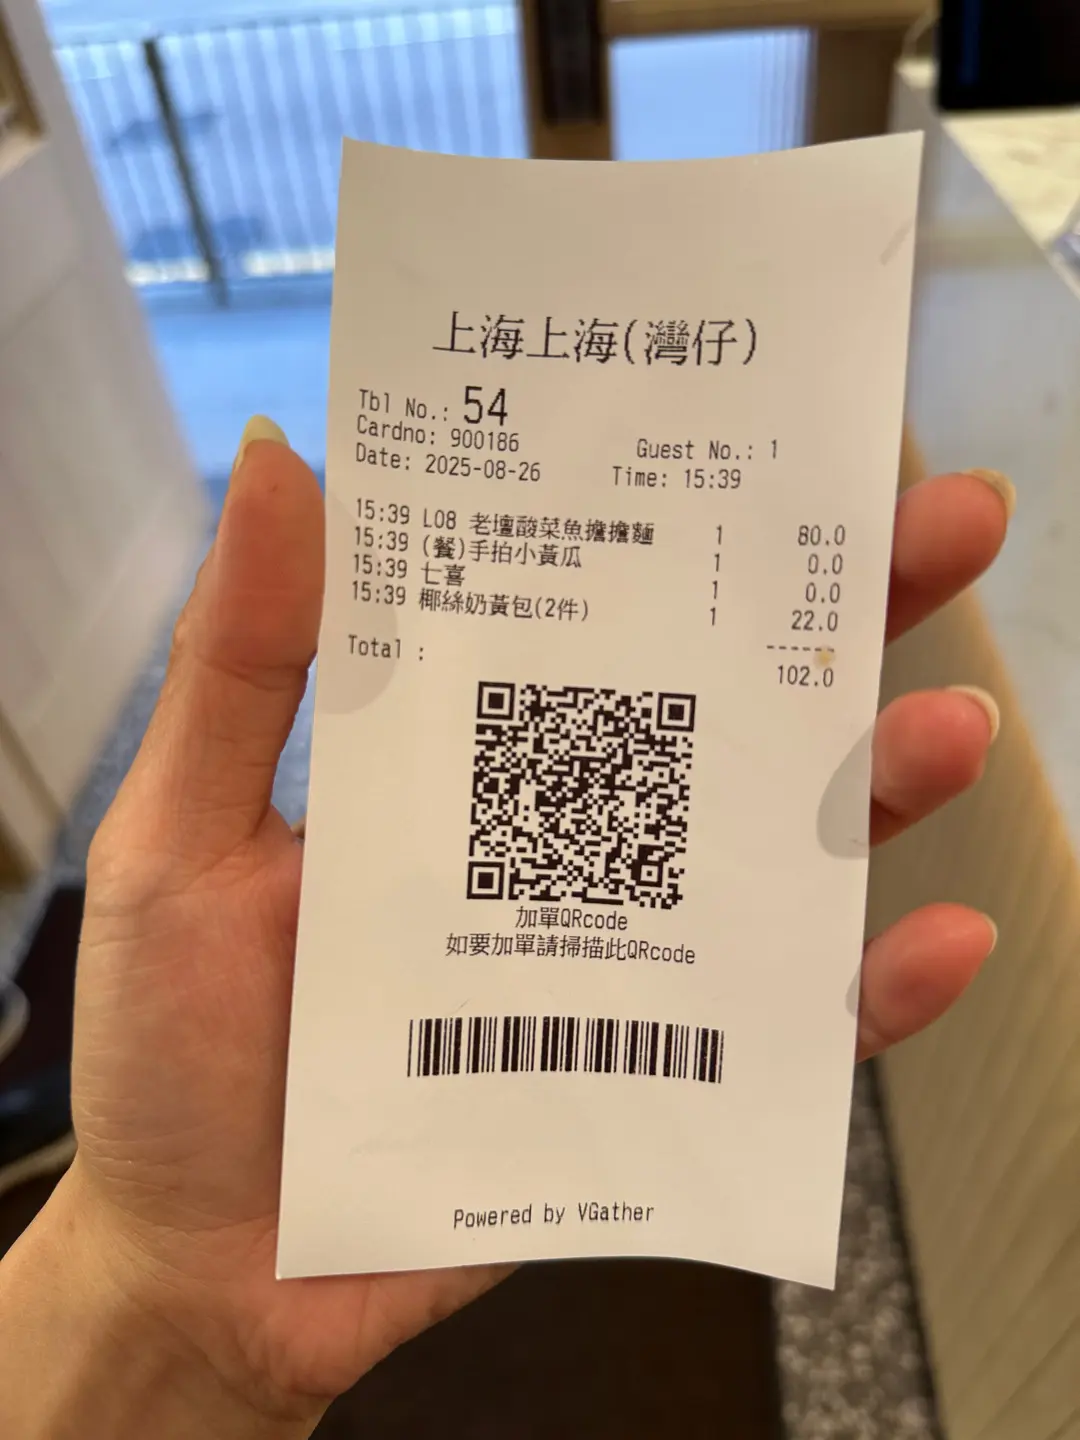 上海上海(灣仔)
Tbl No.: 54
Cardno: 900186 Guest No.: 1
Date: 2025-08-26 Time: 15:39
15:39 L08 老壇酸菜魚擔擔麵 1 80.0
15:39 (餐)手拍小黃瓜 1 0.0
15:39 七喜 1 0.0
15:39 椰絲奶黃包(2件) 1 22.0
------
Total : 102.0
加單QRcode
如要加單請掃描此QRcode
Powered by VGather